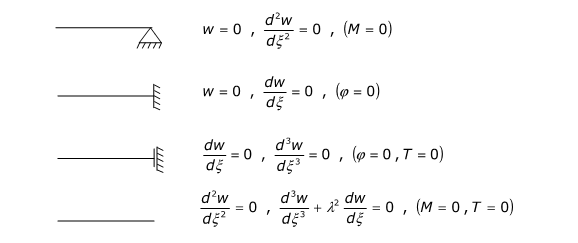 w = 0 , d²w/dξ² = 0 , (M = 0)
w = 0 , dw/dξ = 0 , (φ = 0)
dw/dξ = 0 , d³w/dξ³ = 0 , (φ = 0 , T = 0)
d²w/dξ² = 0 , d³w/dξ³ + λ² dw/dξ = 0 , (M = 0 , T = 0)